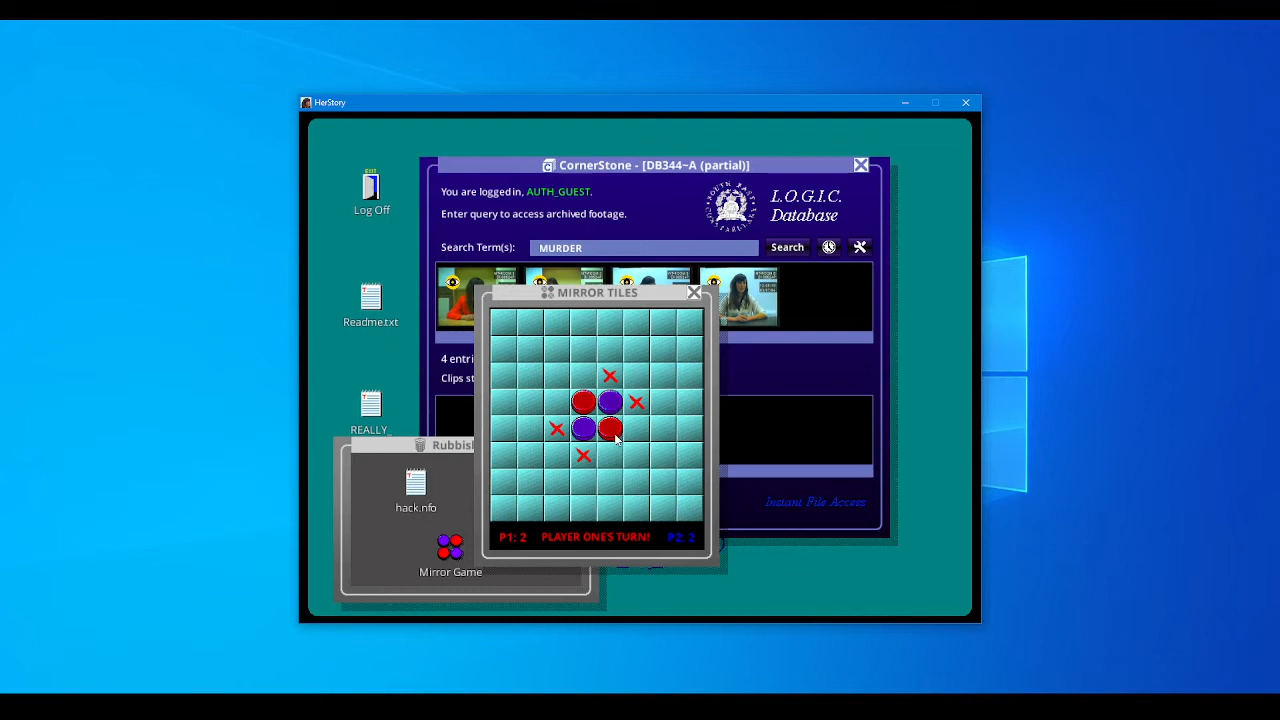 HerStory
CornerStone - [DB344~A (partial)]
EXIT
Log Off
You are logged in, AUTH_GUEST.
Enter query to access archived footage.
L.O.G.I.C.
Database
Search Term(s):
MURDER
Search
MIRROR TILES
Readme.txt
4 entri
Clips st
REALLY_
Rubbish
hack.nfo
Instant File Access
P1: 2
PLAYER ONE'S TURN!
P2: 2
Mirror Game